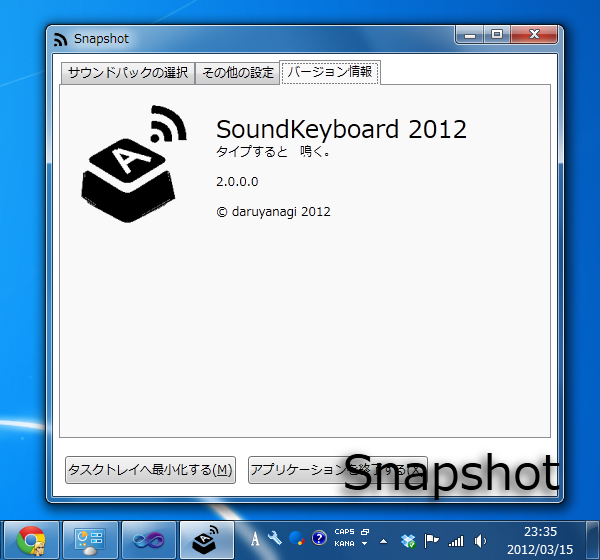 Snapshot
サウンドパックの選択 その他の設定 バージョン情報
A
SoundKeyboard 2012
タイプすると　鳴く。
2.0.0.0
© daruyanagi 2012
タスクトレイへ最小化する(M) アプリケーションを終了する(X)
Snapshot
A CAPS
KANA
23:35
2012/03/15